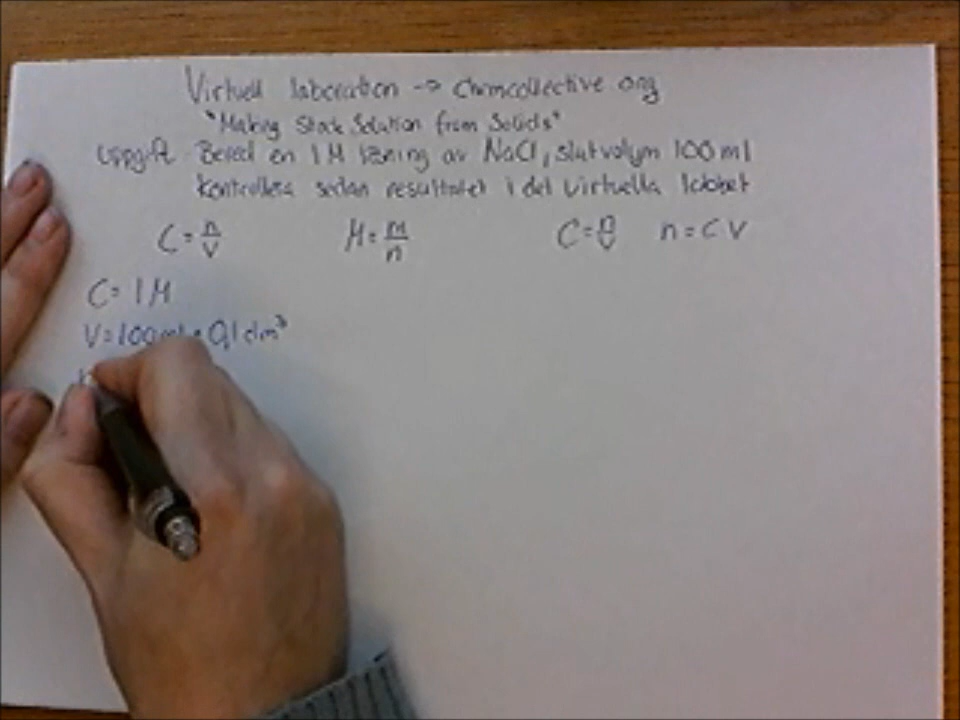 Virtuell laboration -> Chemcollective.org
"Making Stock Solution from Solids"
Uppgift Bered en 1 M lösning av NaCl, slutvolym 100 ml
Kontrollera sedan resultatet i det virtuella labbet
C = n/V M = m/n C = n/V n = C V
C = 1 M
V = 100 ml = 0,1 dm³